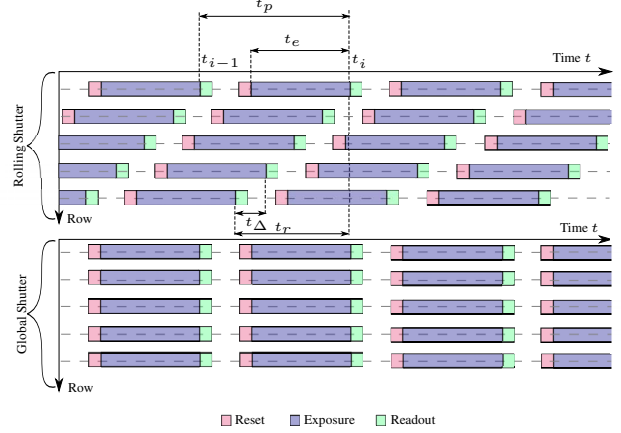 t_p
t_e
t_{i−1}
t_i
Time t
Rolling Shutter
Row
t_Δ
t_r
Time t
Global Shutter
Row
Reset
Exposure
Readout